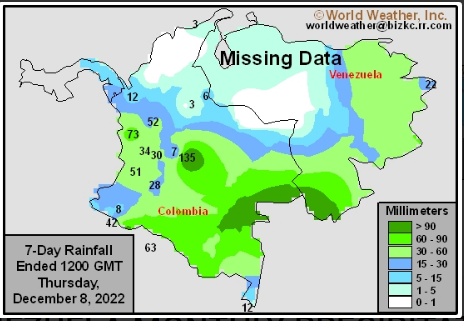 © World Weather, Inc.
worldweather@bizkc.rr.com
3
Missing Data
Venezuela
22
12
6
3
52
73
34 30 7 135
51
28
8
Colombia
42
63
12
7-Day Rainfall
Ended 1200 GMT
Thursday,
December 8, 2022
Millimeters
> 90
60 - 90
30 - 60
15 - 30
5 - 15
1 - 5
0 - 1